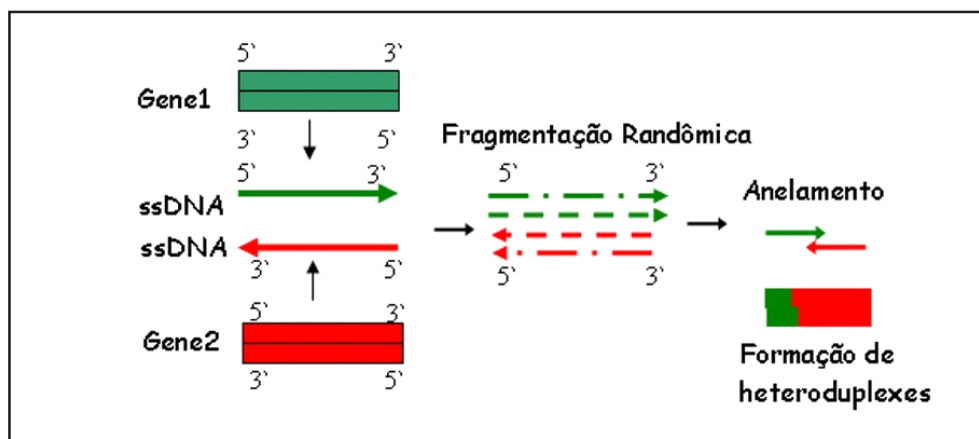 5` 3`
Gene1
3` 5`
Fragmentação Randômica
5` 3`
5` 3`
Anelamento
ssDNA
ssDNA
3` 5`
5` 3`
5` 3`
Gene2
Formação de
heteroduplexes
3` 5`